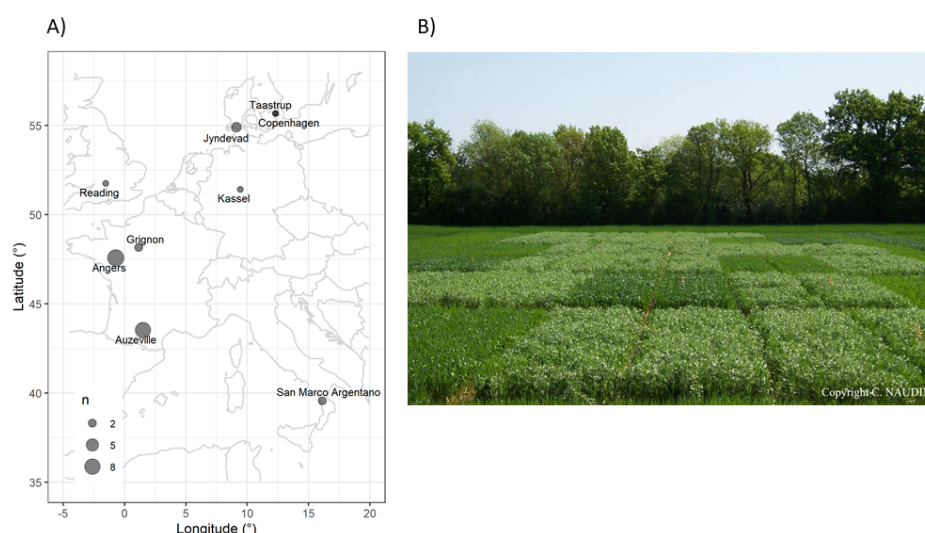 A)
B)
Taastrup
Copenhagen
Jyndevad
Reading
Kassel
Grignon
Angers
Auzeville
San Marco Argentano
n
2
5
8
55
50
45
40
35
-5
0
5
10
15
20
Latitude (°)
Longitude (°)
Copyright C. NAUDI